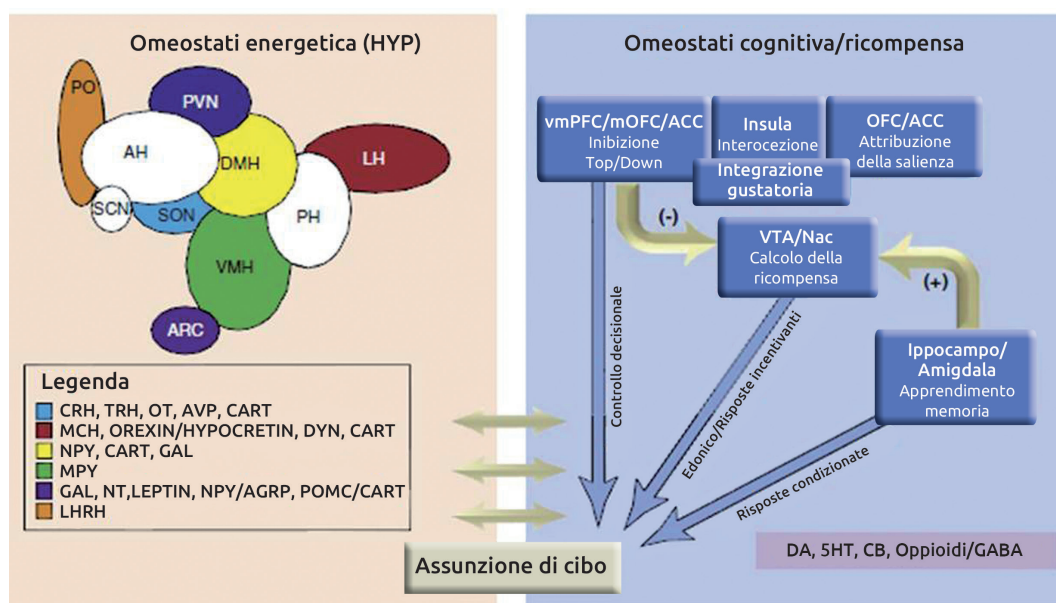 Omeostati energetica (HYP)
PO
PVN
AH
DMH
LH
SCN
SON
PH
VMH
ARC
Legenda
CRH, TRH, OT, AVP, CART
MCH, OREXIN/HYPOCRETIN, DYN, CART
NPY, CART, GAL
MPY
GAL, NT,LEPTIN, NPY/AGRP, POMC/CART
LHRH
Omeostati cognitiva/ricompensa
vmPFC/mOFC/ACC
Inibizione
Top/Down
Insula
Interocezione
Integrazione
gustatoria
OFC/ACC
Attribuzione
della salienza
(-)
VTA/Nac
Calcolo della
ricompensa
(+)
Ippocampo/
Amigdala
Apprendimento
memoria
Controllo decisionale
Edonico/Risposte incentivanti
Risposte condizionate
DA, 5HT, CB, Oppioidi/GABA
Assunzione di cibo